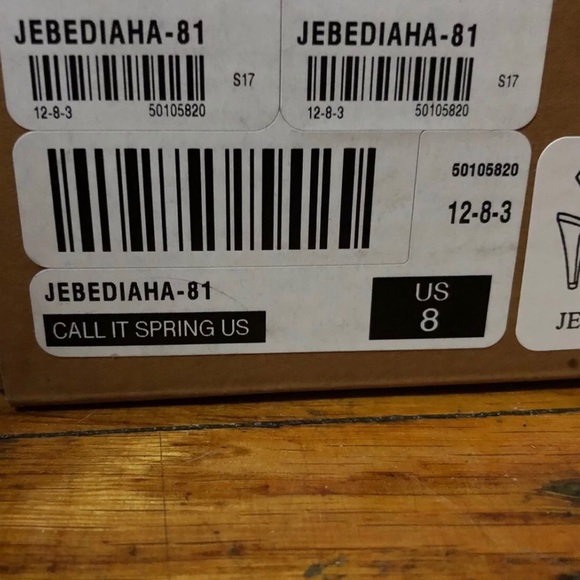 JEBEDIAHA-81
S17
12-8-3 50105820
JEBEDIAHA-81
S17
12-8-3 50105820
50105820
12-8-3
JEBEDIAHA-81
CALL IT SPRING US
US
8
JE